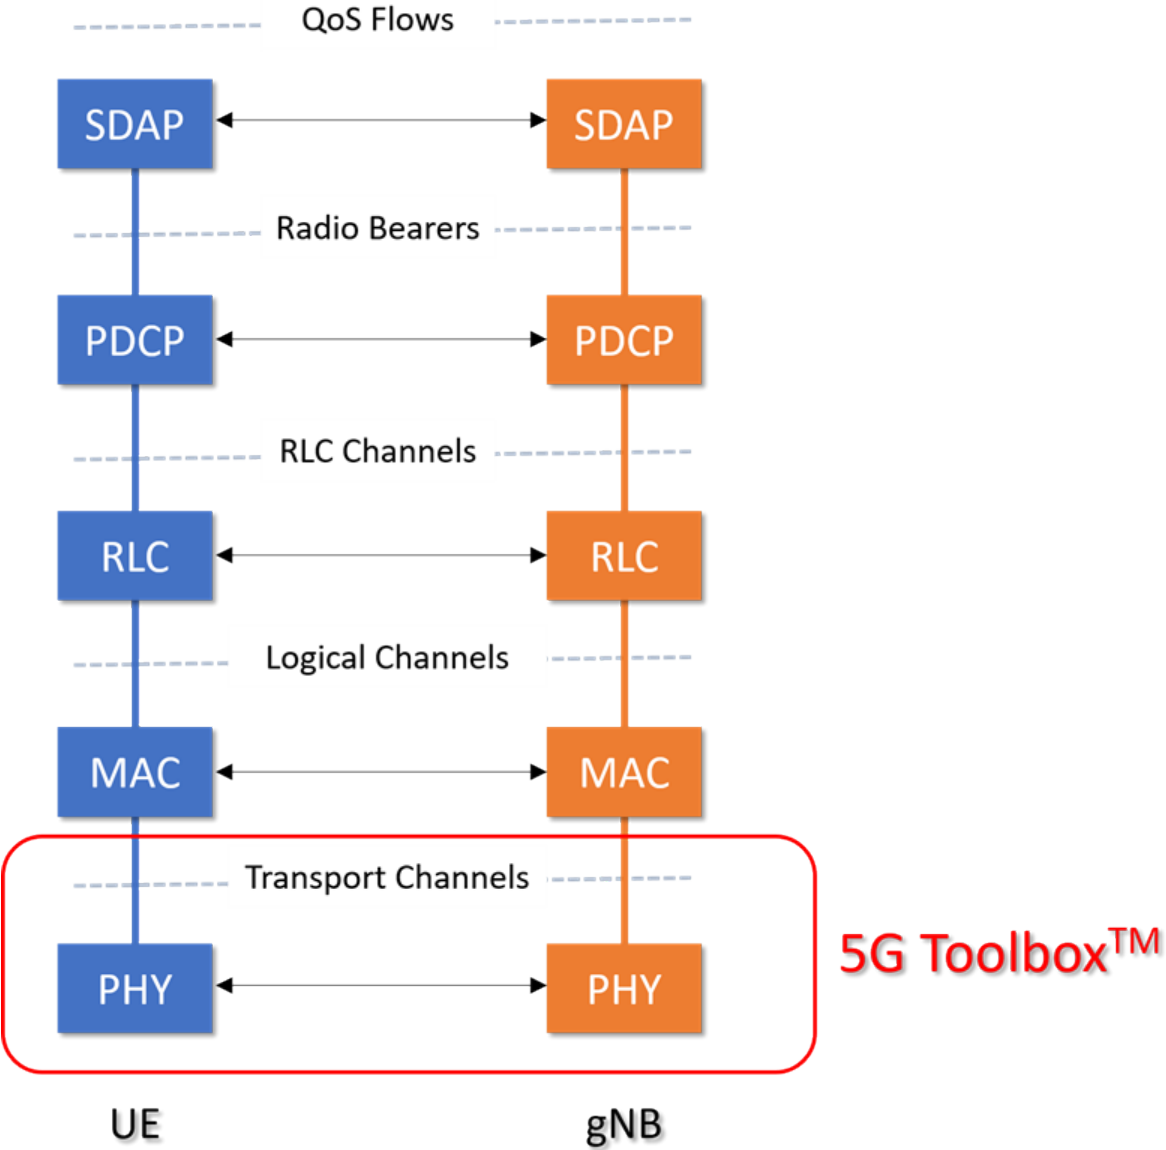 QoS Flows
SDAP SDAP
Radio Bearers
PDCP PDCP
RLC Channels
RLC RLC
Logical Channels
MAC MAC
Transport Channels
5G Toolbox™
PHY PHY
UE gNB